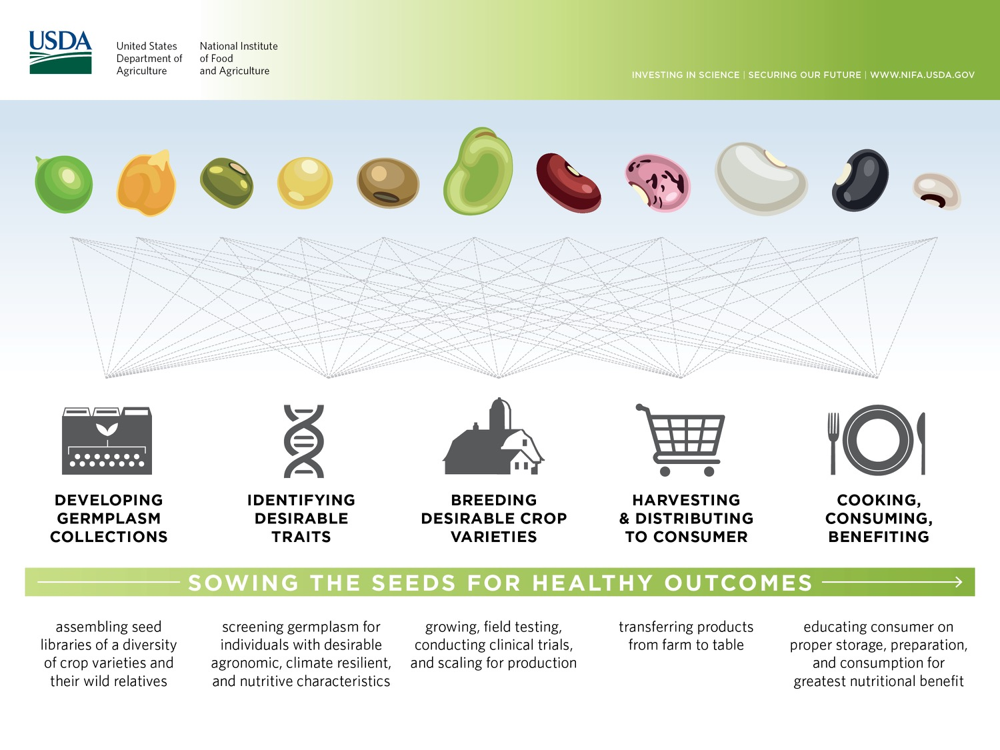 USDA
United States
Department of
Agriculture
National Institute
of Food
and Agriculture
INVESTING IN SCIENCE | SECURING OUR FUTURE | WWW.NIFA.USDA.GOV
DEVELOPING
GERMPLASM
COLLECTIONS
IDENTIFYING
DESIRABLE
TRAITS
BREEDING
DESIRABLE CROP
VARIETIES
HARVESTING
& DISTRIBUTING
TO CONSUMER
COOKING,
CONSUMING,
BENEFITING
SOWING THE SEEDS FOR HEALTHY OUTCOMES
assembling seed
libraries of a diversity
of crop varieties and
their wild relatives
screening germplasm for
individuals with desirable
agronomic, climate resilient,
and nutritive characteristics
growing, field testing,
conducting clinical trials,
and scaling for production
transferring products
from farm to table
educating consumer on
proper storage, preparation,
and consumption for
greatest nutritional benefit